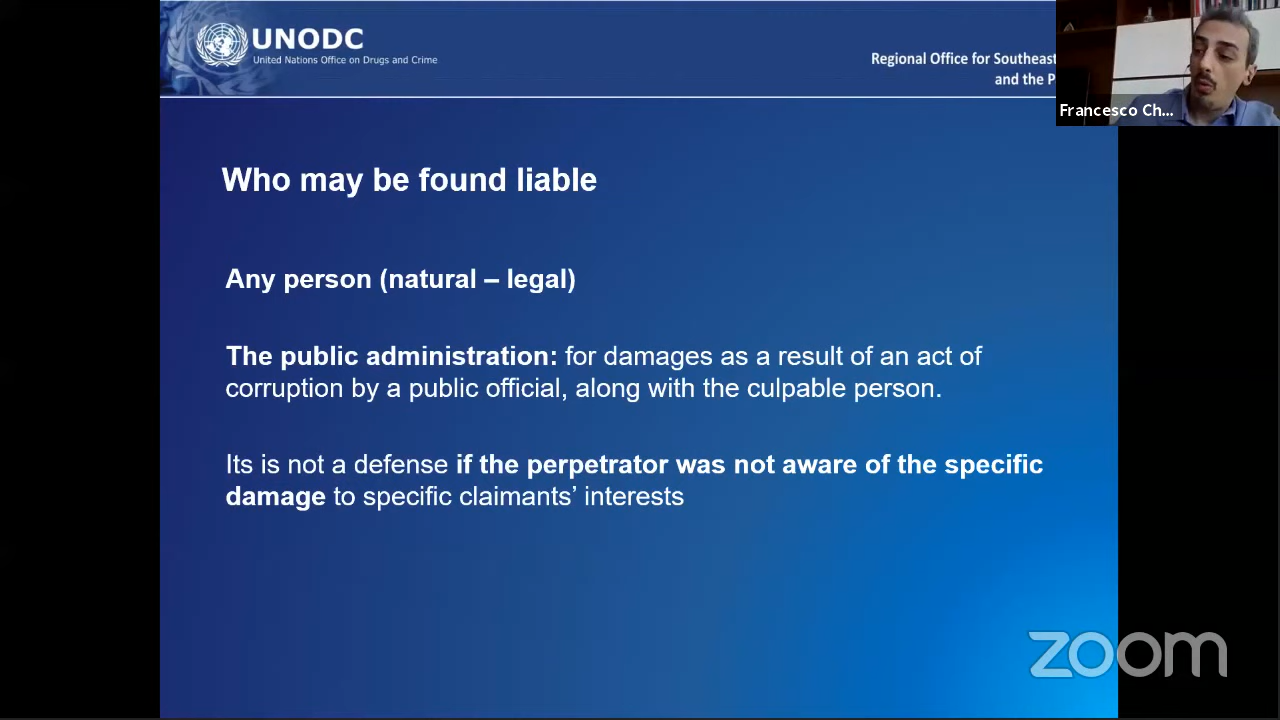 UNODC
United Nations Office on Drugs and Crime
Regional Office for Southeast
and the P
Francesco Ch...
Who may be found liable
Any person (natural – legal)
The public administration: for damages as a result of an act of
corruption by a public official, along with the culpable person.
Its is not a defense if the perpetrator was not aware of the specific
damage to specific claimants’ interests
zoom